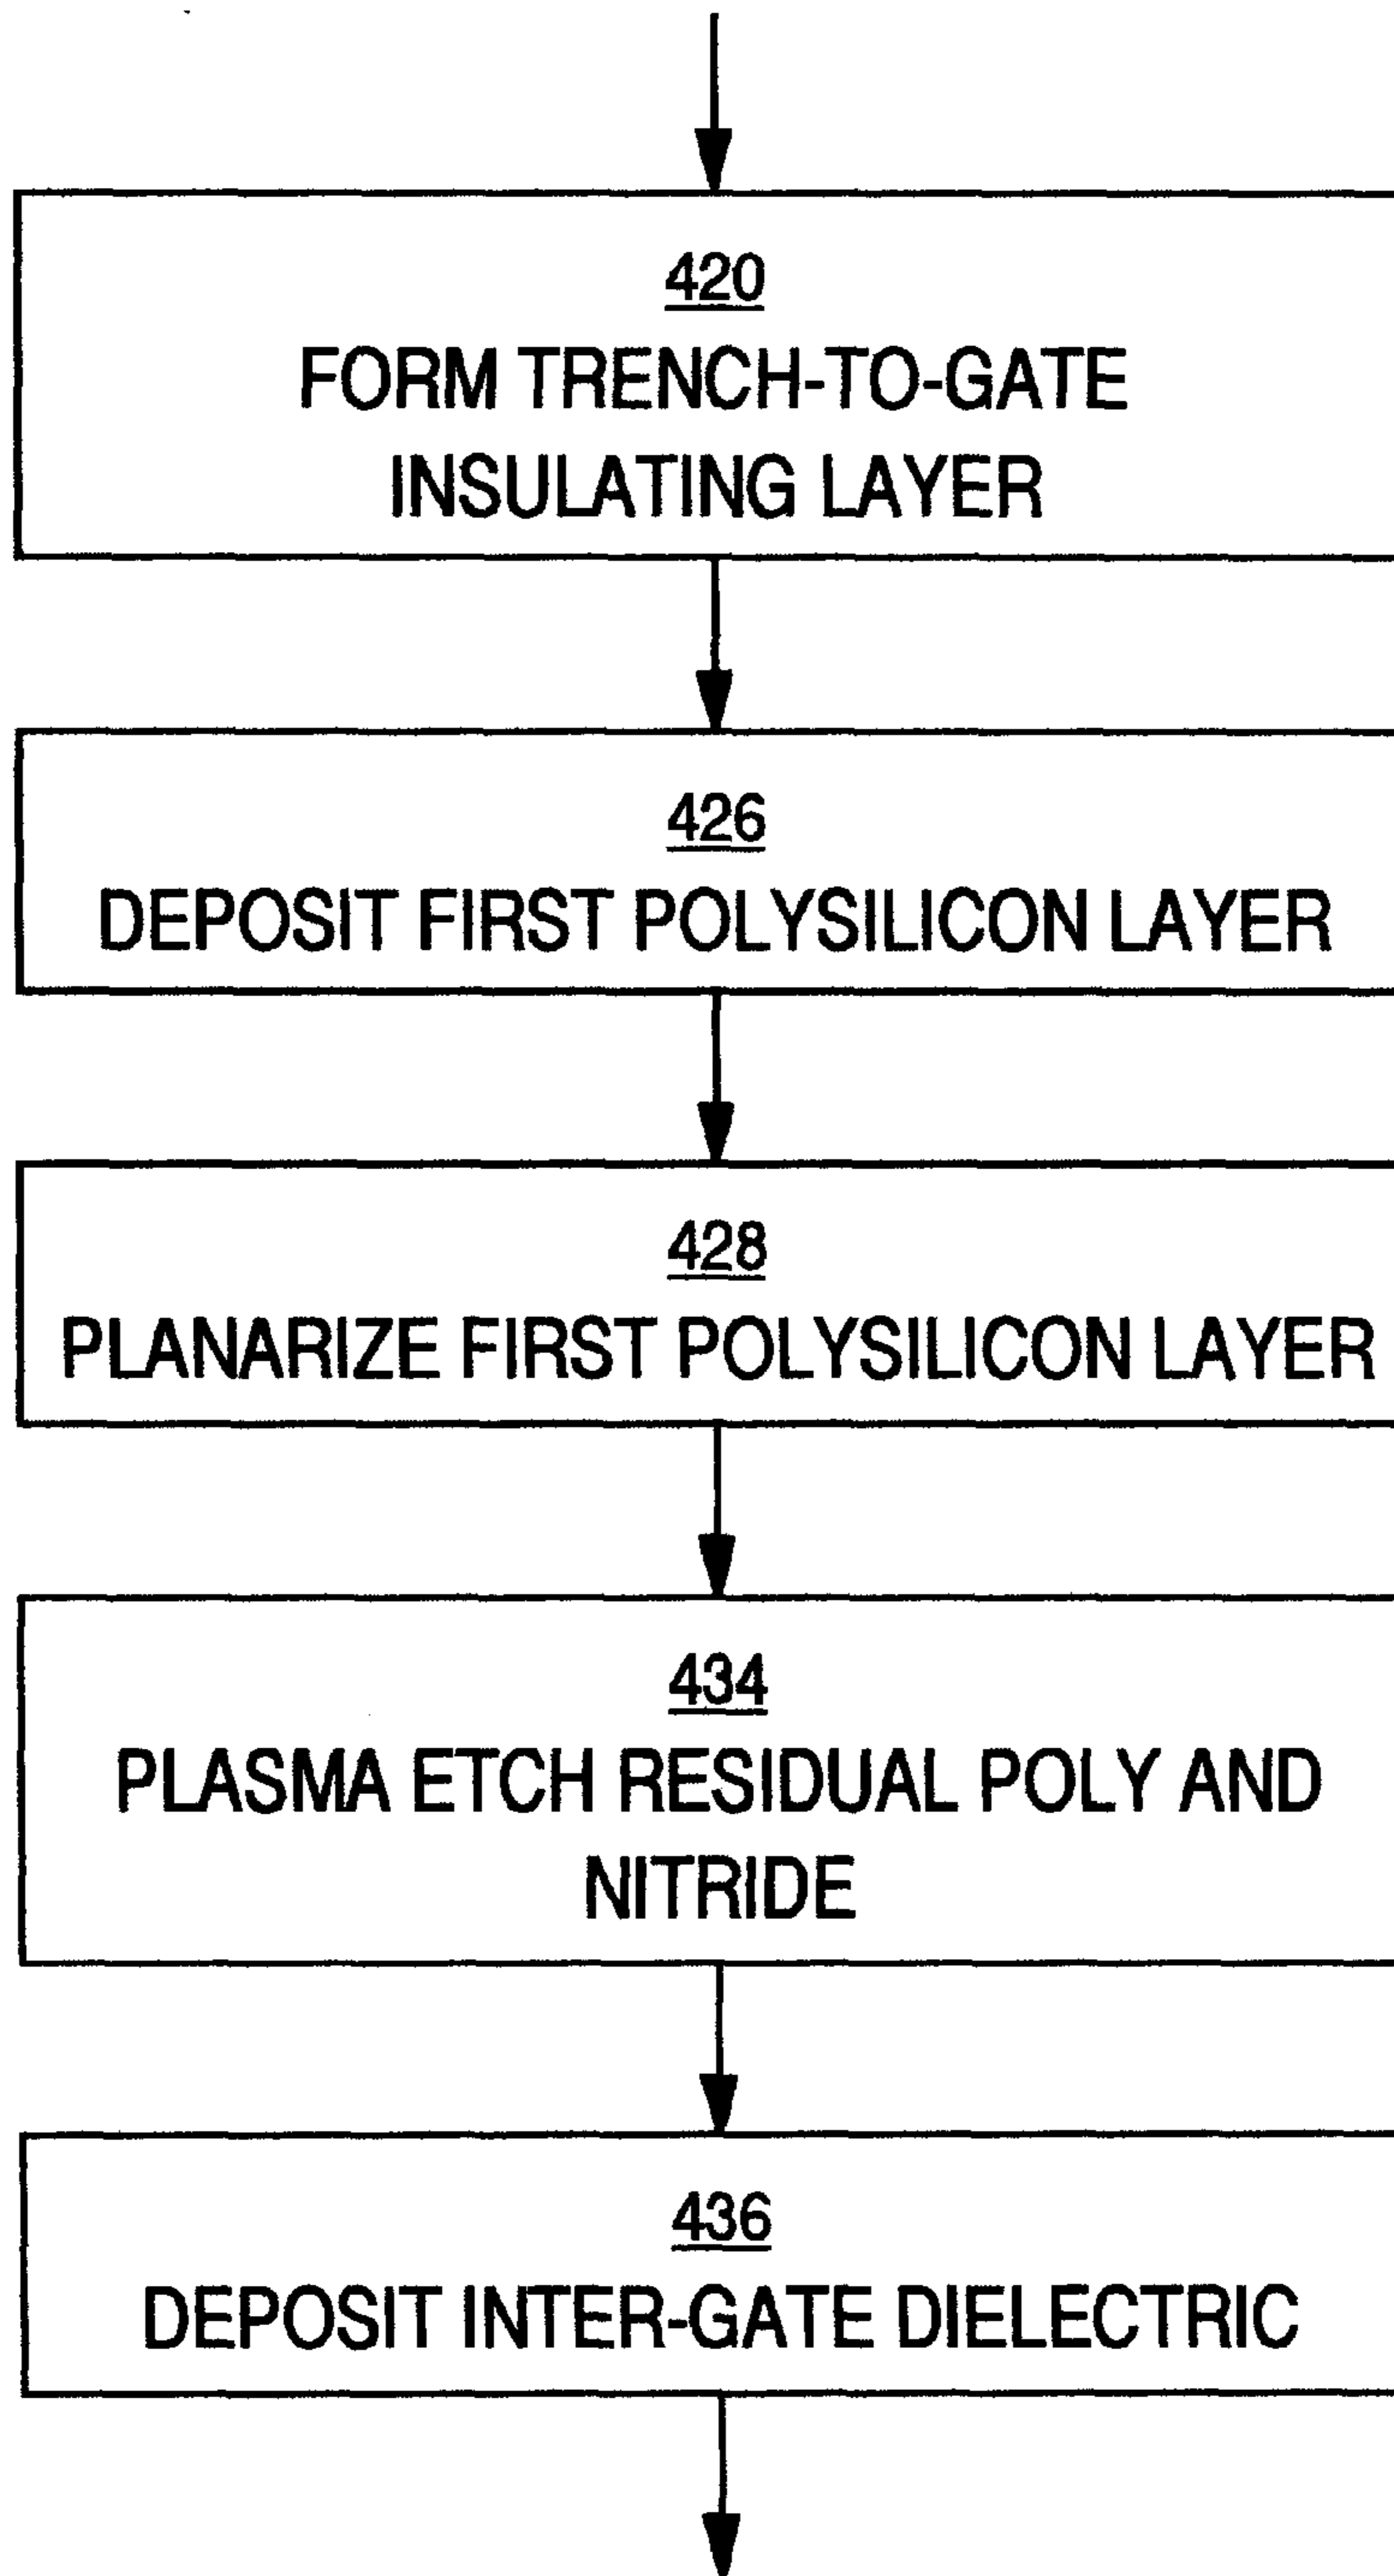 420
FORM TRENCH-TO-GATE
INSULATING LAYER
426
DEPOSIT FIRST POLYSILICON LAYER
428
PLANARIZE FIRST POLYSILICON LAYER
434
PLASMA ETCH RESIDUAL POLY AND
NITRIDE
436
DEPOSIT INTER-GATE DIELECTRIC